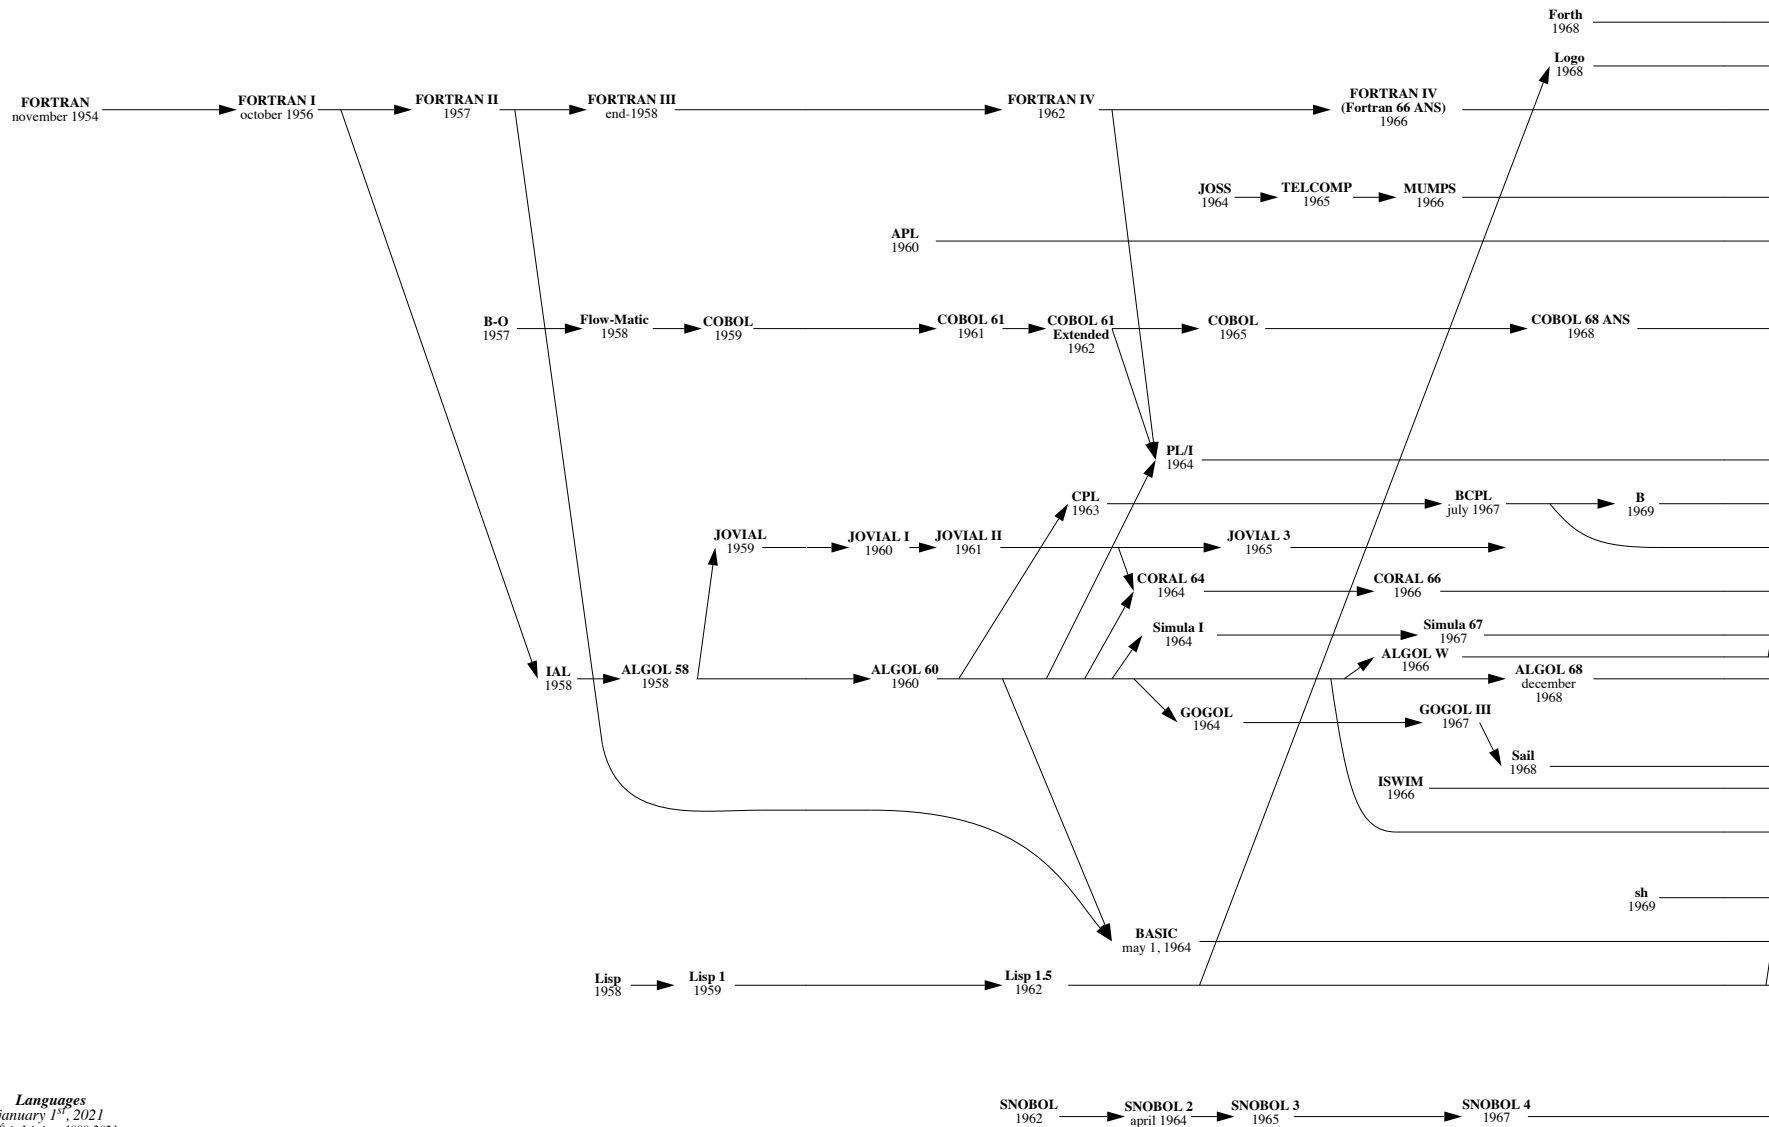 Forth
1968
Logo
1968
FORTRAN
november 1954
FORTRAN I
october 1956
FORTRAN II
1957
FORTRAN III
end-1958
FORTRAN IV
1962
FORTRAN IV
(Fortran 66 ANS)
1966
JOSS
1964
TELCOMP
1965
MUMPS
1966
APL
1960
B-O
1957
Flow-Matic
1958
COBOL
1959
COBOL 61
1961
COBOL 61
Extended
1962
COBOL
1965
COBOL 68 ANS
1968
PL/I
1964
CPL
1963
BCPL
july 1967
B
1969
JOVIAL
1959
JOVIAL I
1960
JOVIAL II
1961
JOVIAL 3
1965
CORAL 64
1964
CORAL 66
1966
Simula I
1964
Simula 67
1967
ALGOL W
1966
IAL
1958
ALGOL 58
1958
ALGOL 60
1960
ALGOL 68
december
1968
GOGOL
1964
GOGOL III
1967
Sail
1968
ISWIM
1966
sh
1969
BASIC
may 1, 1964
Lisp
1958
Lisp 1
1959
Lisp 1.5
1962
Languages
january 1st, 2021
SNOBOL
1962
SNOBOL 2
april 1964
SNOBOL 3
1965
SNOBOL 4
1967